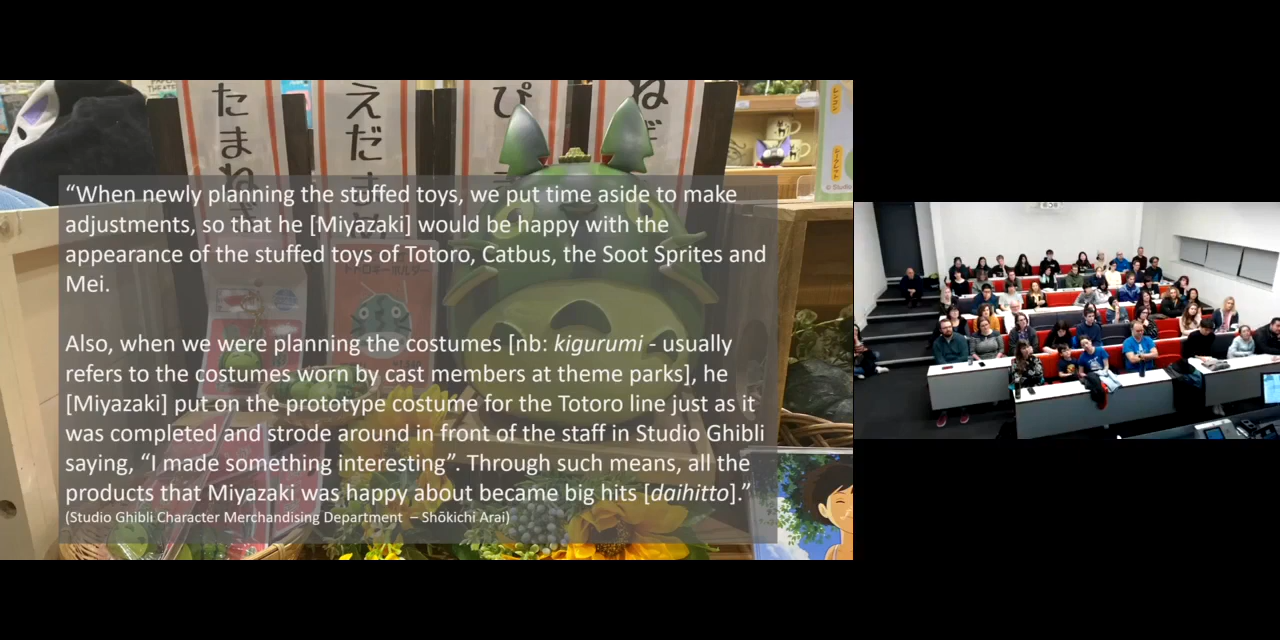 たまね
えだ
ぴ
ねぎ
“When newly planning the stuffed toys, we put time aside to make
adjustments, so that he [Miyazaki] would be happy with the
appearance of the stuffed toys of Totoro, Catbus, the Soot Sprites and
Mei.
Also, when we were planning the costumes [nb: kigurumi - usually
refers to the costumes worn by cast members at theme parks], he
[Miyazaki] put on the prototype costume for the Totoro line just as it
was completed and strode around in front of the staff in Studio Ghibli
saying, “I made something interesting”. Through such means, all the
products that Miyazaki was happy about became big hits [daihitto].”
(Studio Ghibli Character Merchandising Department – Shōkichi Arai)